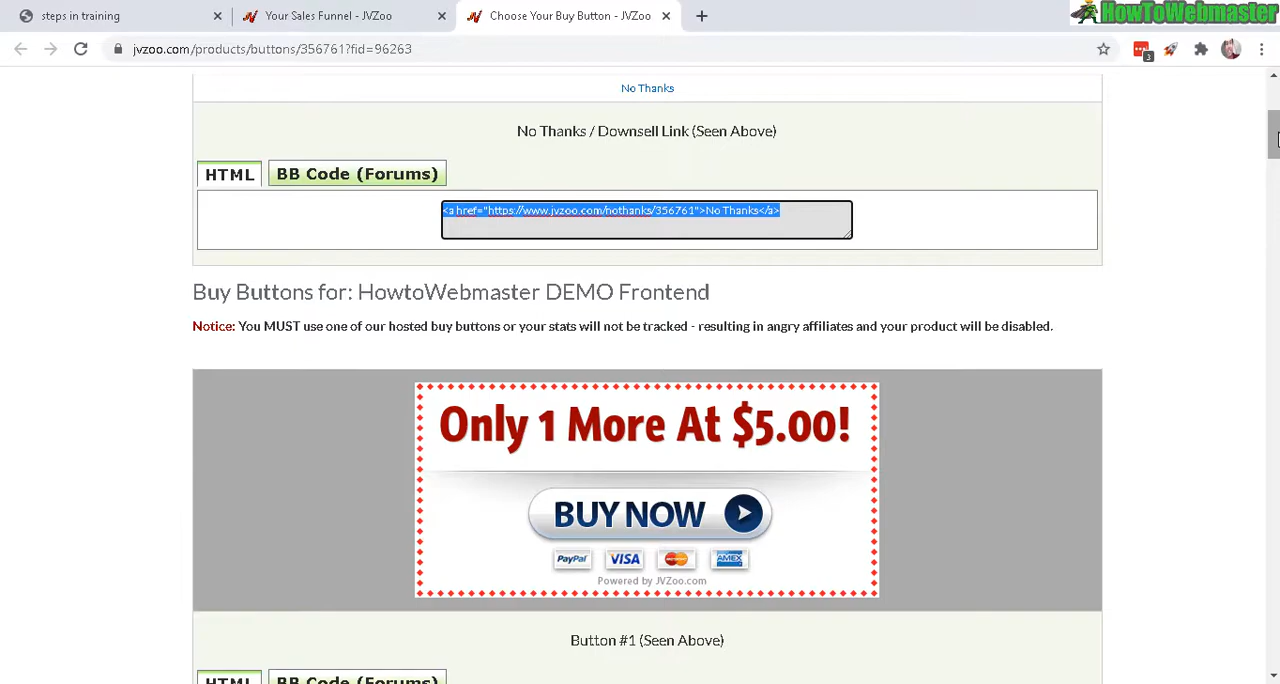 steps in training
Your Sales Funnel - JVZoo
Choose Your Buy Button - JVZoo
HowToWebmaster
jvzoo.com/products/buttons/356761?fid=96263
3
No Thanks
No Thanks / Downsell Link (Seen Above)
HTML
BB Code (Forums)
<a href="https://www.jvzoo.com/nothanks/356761">No Thanks</a>
Buy Buttons for: HowtoWebmaster DEMO Frontend
Notice: You MUST use one of our hosted buy buttons or your stats will not be tracked - resulting in angry affiliates and your product will be disabled.
Only 1 More At $5.00!
BUY NOW
PayPal VISA MasterCard AMEX
Powered by JVZoo.com
Button #1 (Seen Above)
HTML
BB Code (Forums)